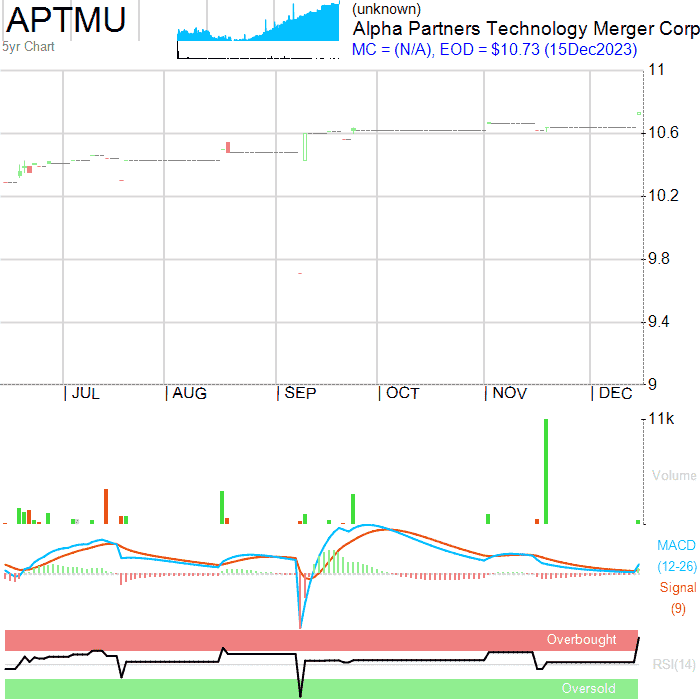 APTMU
5yr Chart
(unknown)
Alpha Partners Technology Merger Corp
MC = (N/A), EOD = $10.73 (15Dec2023)
11
10.6
10.2
9.8
9.4
9
JUL
AUG
SEP
OCT
NOV
DEC
11k
Volume
MACD
(12-26)
Signal
(9)
Overbought
RSI(14)
Oversold